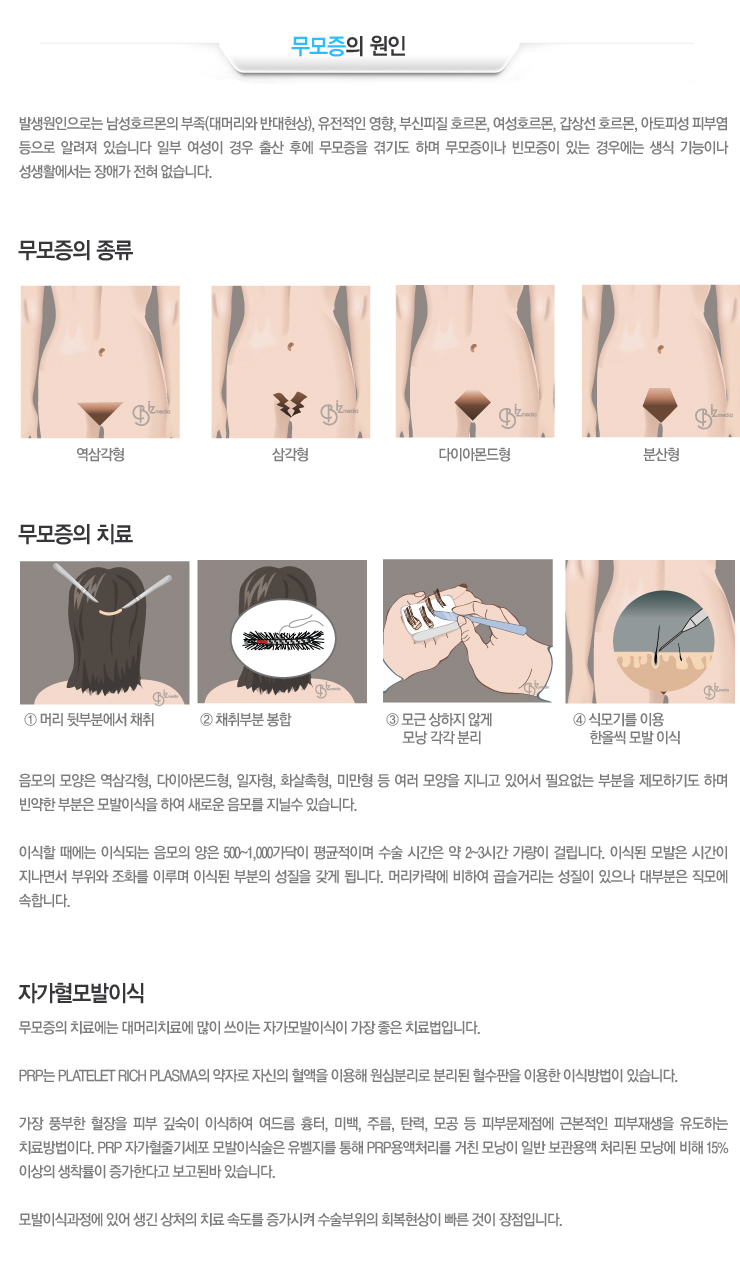 무모증의 원인
발생원인으로는 남성호르몬의 부족(대머리와 반대현상), 유전적인 영향, 부신피질 호르몬, 여성호르몬, 갑상선 호르몬, 아토피성 피부염
등으로 알려져 있습니다 일부 여성이 경우 출산 후에 무모증을 겪기도 하며 무모증이나 빈모증이 있는 경우에는 생식 기능이나
성생활에서는 장애가 전혀 없습니다.
무모증의 종류
역삼각형
삼각형
다이아몬드형
분산형
무모증의 치료
① 머리 뒷부분에서 채취
② 채취부분 봉합
③ 모근 상하지 않게
모낭 각각 분리
④ 식모기를 이용
한올씩 모발 이식
음모의 모양은 역삼각형, 다이아몬드형, 일자형, 화살촉형, 미만형 등 여러 모양을 지니고 있어서 필요없는 부분을 제모하기도 하며
빈약한 부분은 모발이식을 하여 새로운 음모를 지닐수 있습니다.
이식할 때에는 이식되는 음모의 양은 500~1,000가닥이 평균적이며 수술 시간은 약 2~3시간 가량이 걸립니다. 이식된 모발은 시간이
지나면서 부위와 조화를 이루며 이식된 부분의 성질을 갖게 됩니다. 머리카락에 비하여 곱슬거리는 성질이 있으나 대부분은 직모에
속합니다.
자가혈모발이식
무모증의 치료에는 대머리치료에 많이 쓰이는 자가모발이식이 가장 좋은 치료법입니다.
PRP는 PLATELET RICH PLASMA의 약자로 자신의 혈액을 이용해 원심분리로 분리된 혈수판을 이용한 이식방법이 있습니다.
가장 풍부한 혈장을 피부 깊숙이 이식하여 여드름 흉터, 미백, 주름, 탄력, 모공 등 피부문제점에 근본적인 피부재생을 유도하는
치료방법이다. PRP 자가혈줄기세포 모발이식술은 유벨지를 통해 PRP용액처리를 거친 모낭이 일반 보관용액 처리된 모낭에 비해 15%
이상의 생착률이 증가한다고 보고된바 있습니다.
모발이식과정에 있어 생긴 상처의 치료 속도를 증가시켜 수술부위의 회복현상이 빠른 것이 장점입니다.